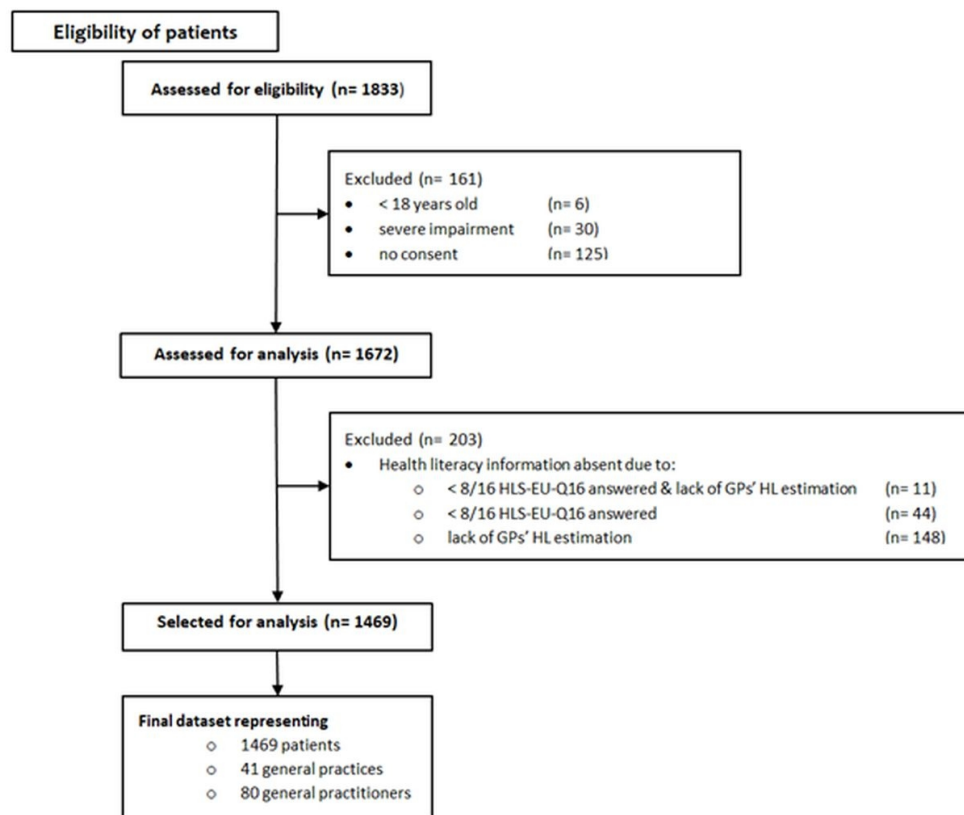 Eligibility of patients
Assessed for eligibility (n= 1833)
Excluded (n= 161)
• < 18 years old (n= 6)
• severe impairment (n= 30)
• no consent (n= 125)
Assessed for analysis (n= 1672)
Excluded (n= 203)
• Health literacy information absent due to:
○ < 8/16 HLS-EU-Q16 answered & lack of GPs' HL estimation (n= 11)
○ < 8/16 HLS-EU-Q16 answered (n= 44)
○ lack of GPs' HL estimation (n= 148)
Selected for analysis (n= 1469)
Final dataset representing
○ 1469 patients
○ 41 general practices
○ 80 general practitioners